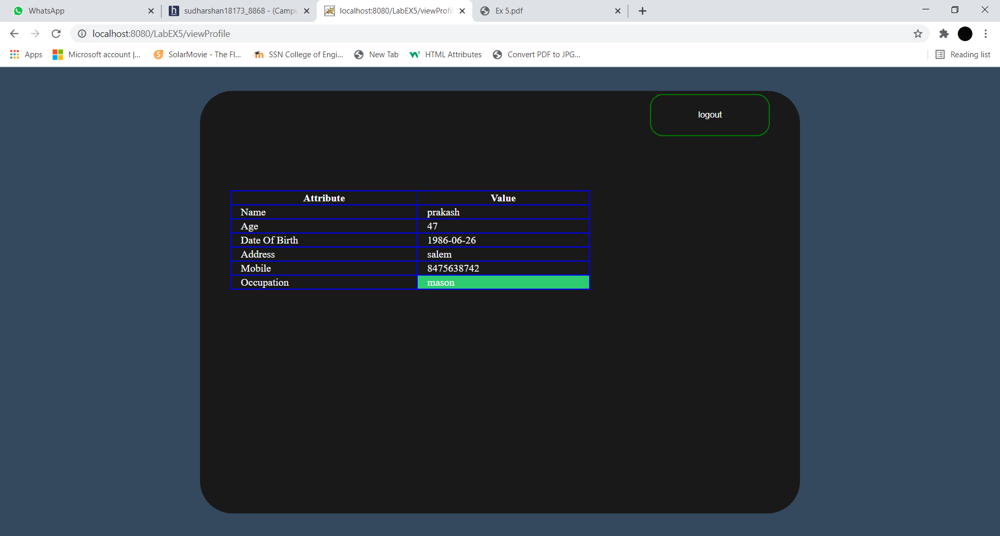 WhatsApp
h sudharshan18173_8868 - (Camp
localhost:8080/LabEX5/viewProfil
Ex 5.pdf
localhost:8080/LabEX5/viewProfile
Apps
Microsoft account |...
S SolarMovie - The Fl...
SSN College of Engi...
New Tab
HTML Attributes
Convert PDF to JPG...
Reading list
logout
Attribute Value
Name prakash
Age 47
Date Of Birth 1986-06-26
Address salem
Mobile 8475638742
Occupation mason